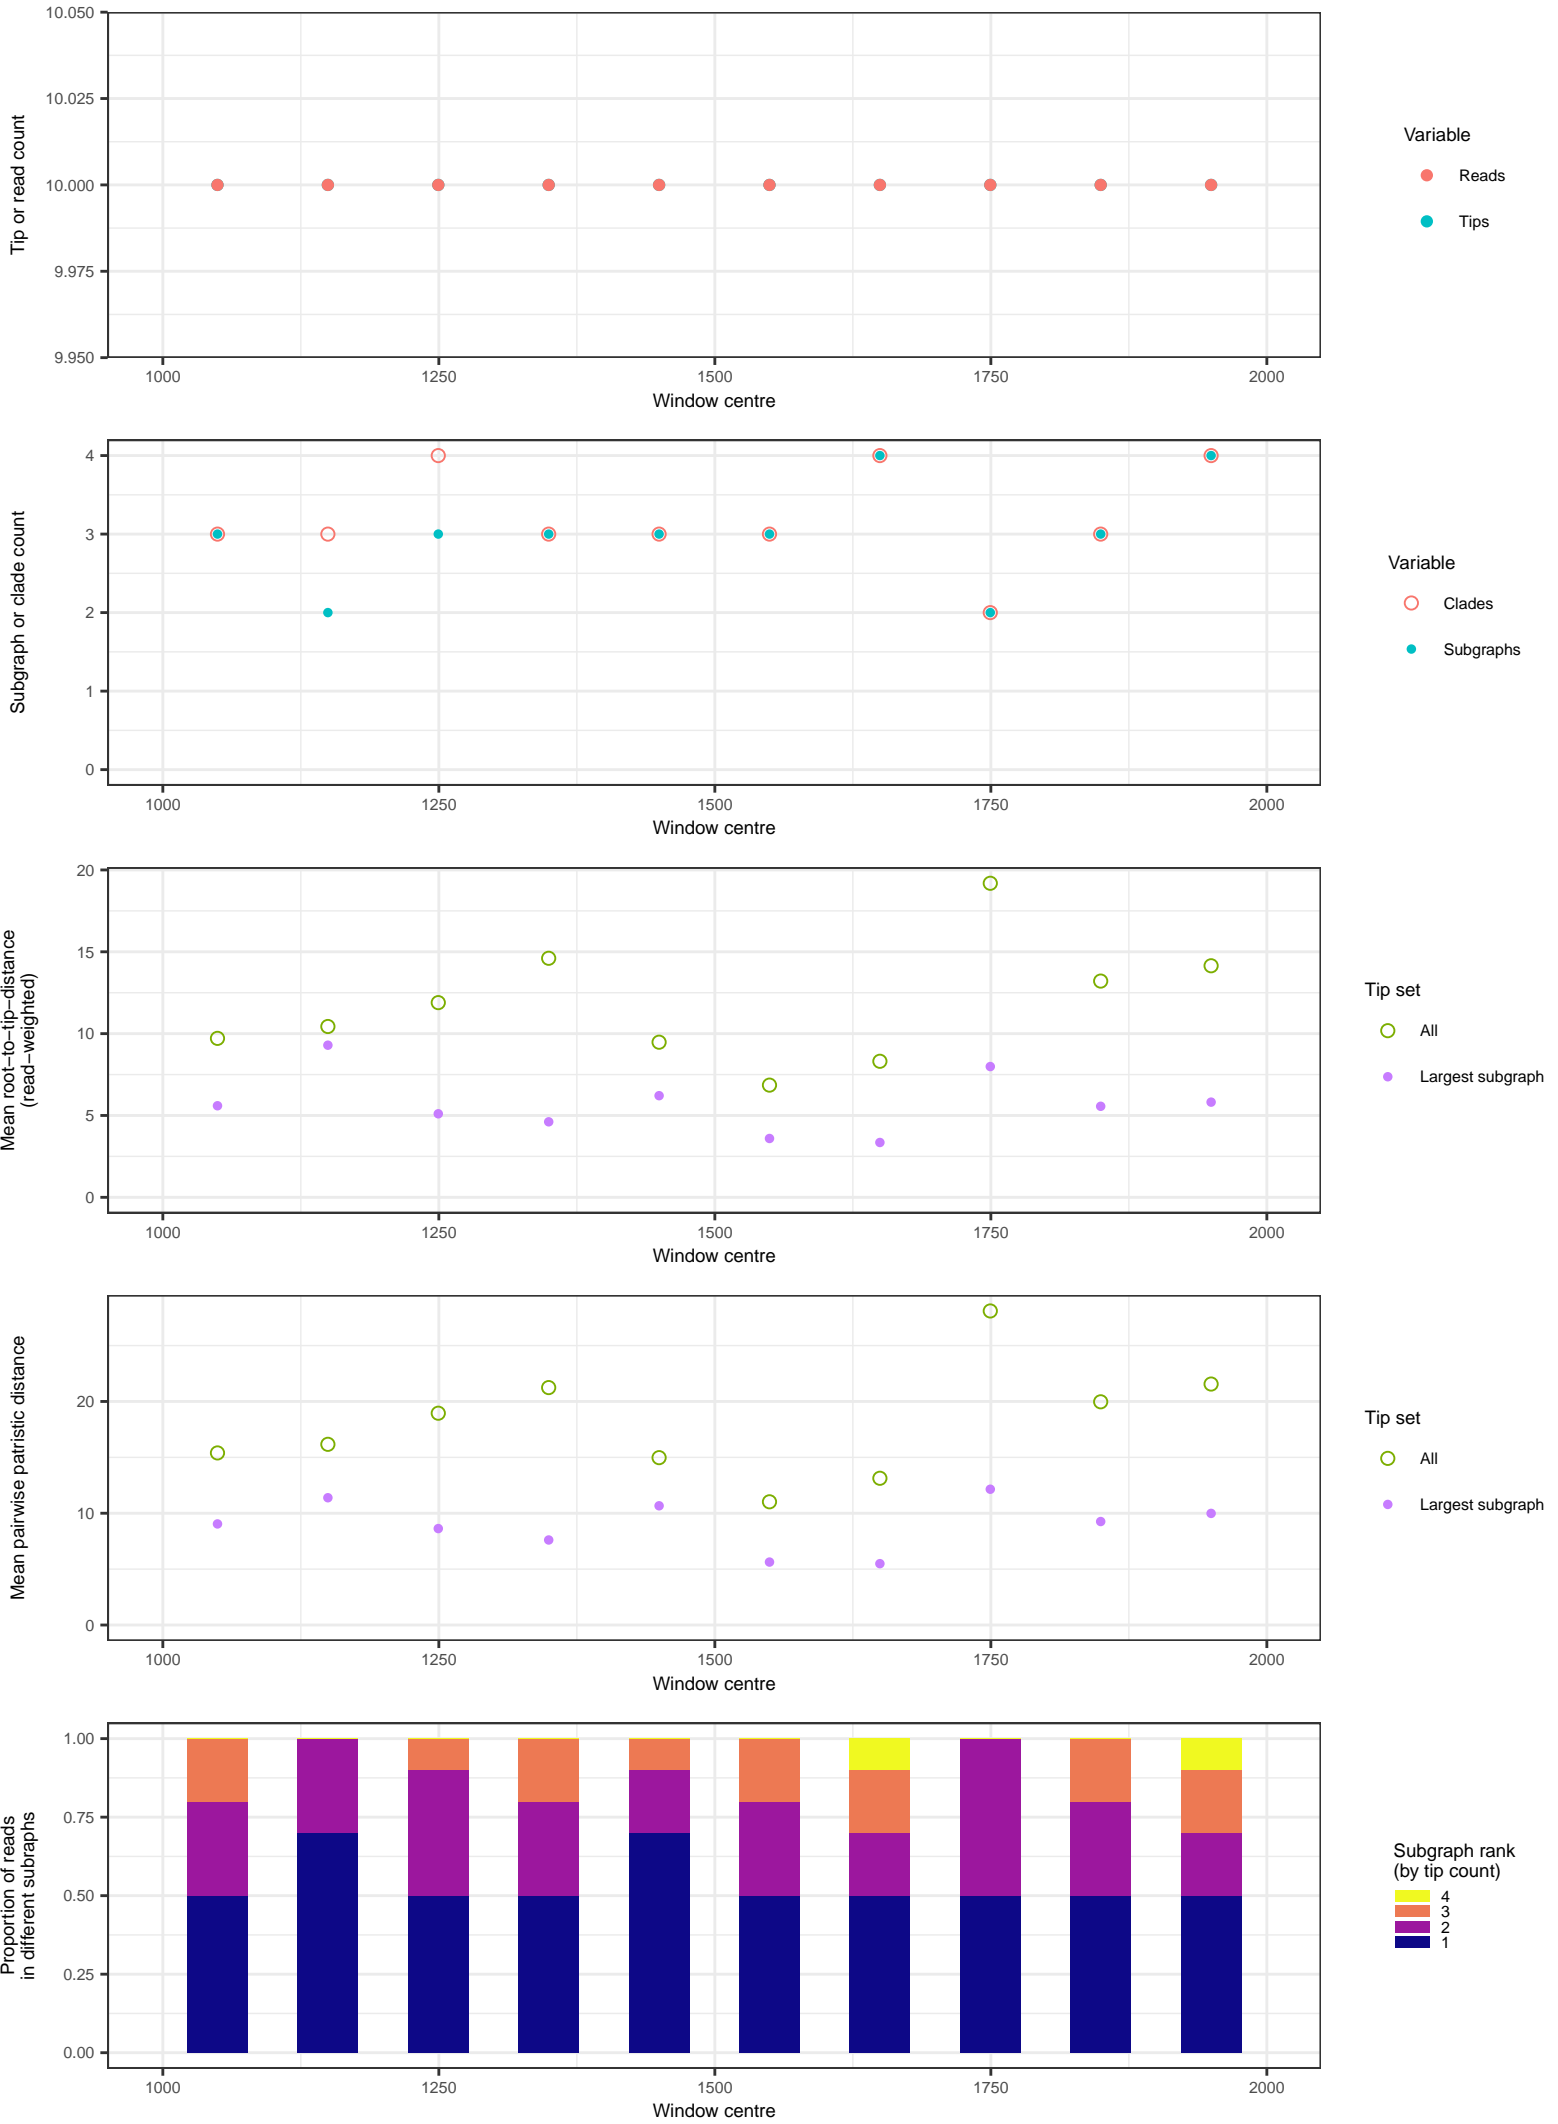 10.050
10.025
10.000
9.975
9.950
Tip or read count
1000 1250 1500 1750 2000
Window centre
Variable
Reads
Tips
4
3
2
1
0
Subgraph or clade count
1000 1250 1500 1750 2000
Window centre
Variable
Clades
Subgraphs
20
15
10
5
0
Mean root−to−tip−distance
(read−weighted)
1000 1250 1500 1750 2000
Window centre
Tip set
All
Largest subgraph
20
10
0
Mean pairwise patristic distance
1000 1250 1500 1750 2000
Window centre
Tip set
All
Largest subgraph
1.00
0.75
0.50
0.25
0.00
Proportion of reads
in different subraphs
1000 1250 1500 1750 2000
Window centre
Subgraph rank
(by tip count)
4
3
2
1